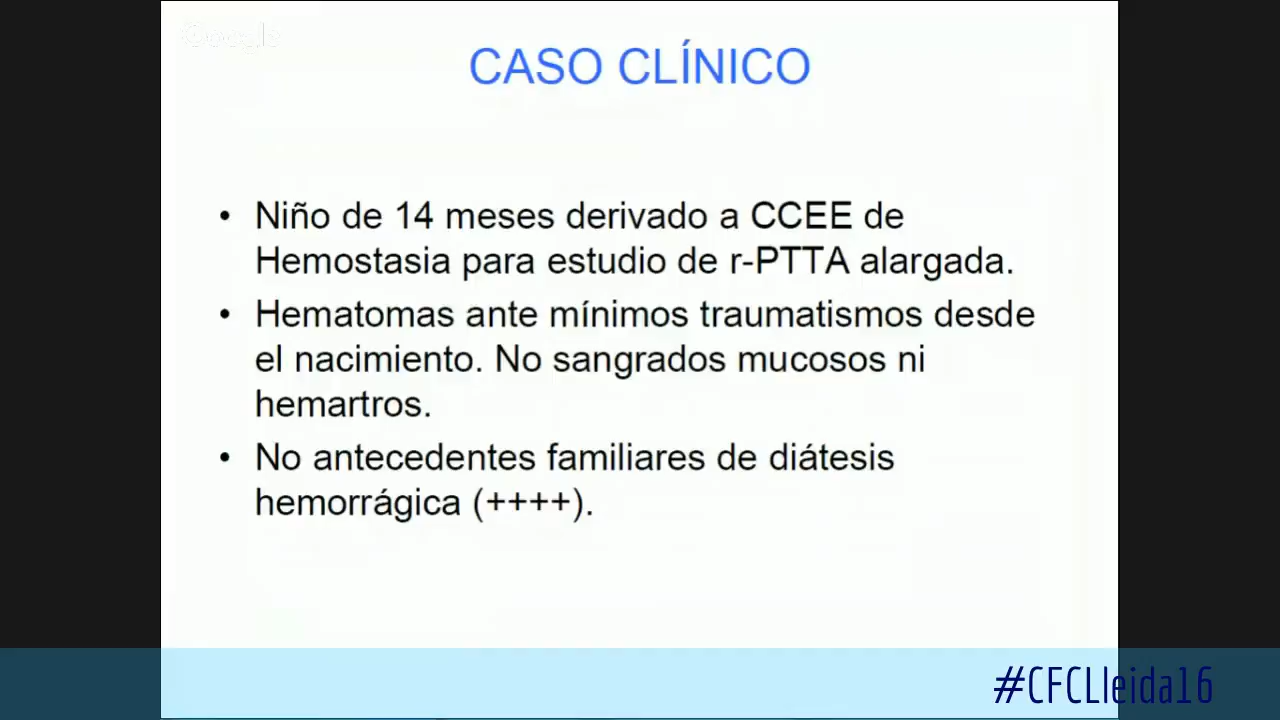 Google
CASO CLÍNICO
• Niño de 14 meses derivado a CCEE de
Hemostasia para estudio de r-PTTA alargada.
• Hematomas ante mínimos traumatismos desde
el nacimiento. No sangrados mucosos ni
hemartros.
• No antecedentes familiares de diátesis
hemorrágica (++++).
#CFCLleida16